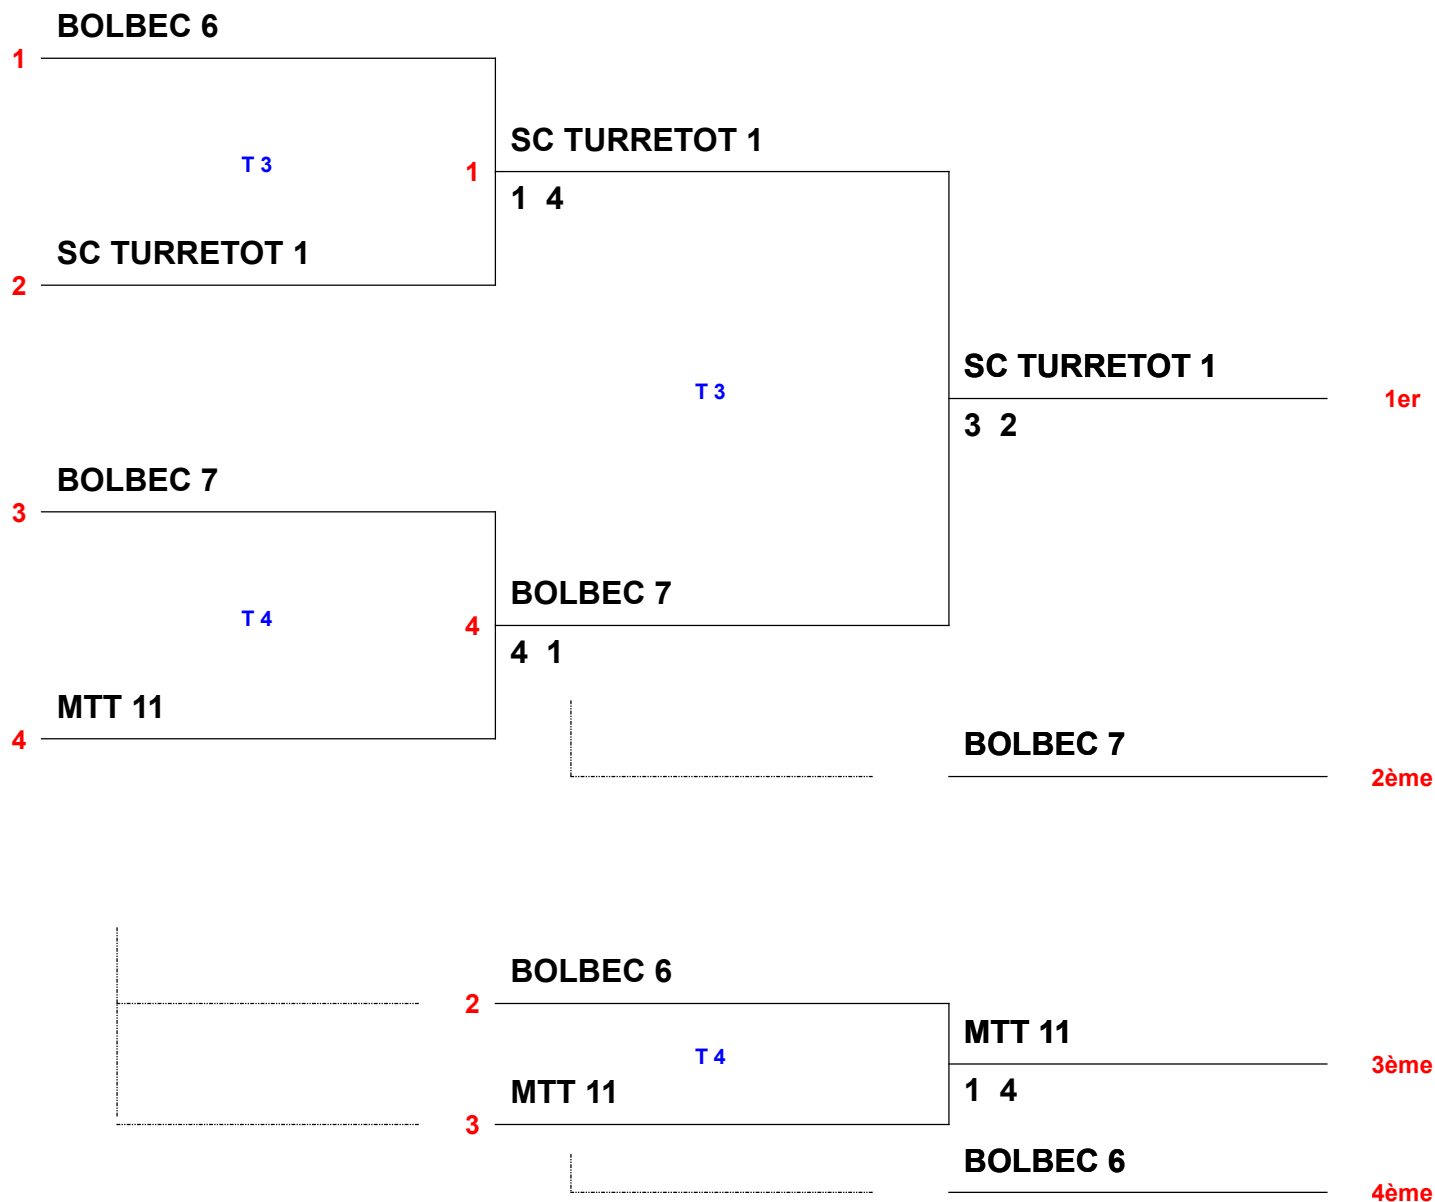 BOLBEC 6
1
SC TURRETOT 1
T 3
1
1 4
SC TURRETOT 1
2
SC TURRETOT 1
T 3
1er
3 2
BOLBEC 7
3
BOLBEC 7
T 4
4
4 1
MTT 11
4
BOLBEC 7
2ème
BOLBEC 6
2
MTT 11
T 4
3ème
MTT 11
1 4
3
BOLBEC 6
4ème